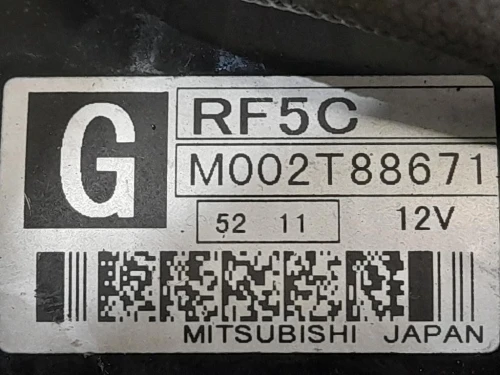 G
RF5C
M002T88671
52 11
12V
MITSUBISHI JAPAN